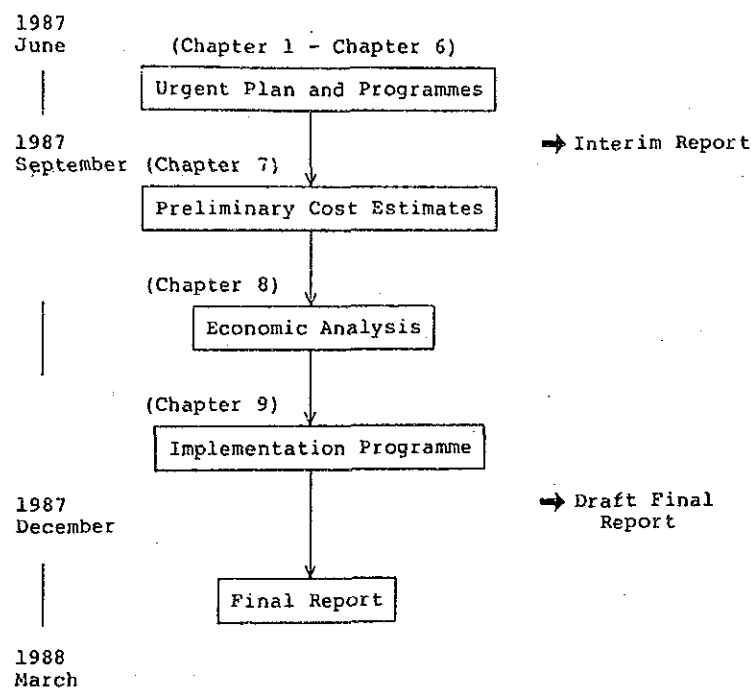 1987
June
(Chapter 1 - Chapter 6)
Urgent Plan and Programmes
1987
September
→ Interim Report
(Chapter 7)
Preliminary Cost Estimates
(Chapter 8)
Economic Analysis
(Chapter 9)
Implementation Programme
1987
December
→ Draft Final
Report
Final Report
1988
March